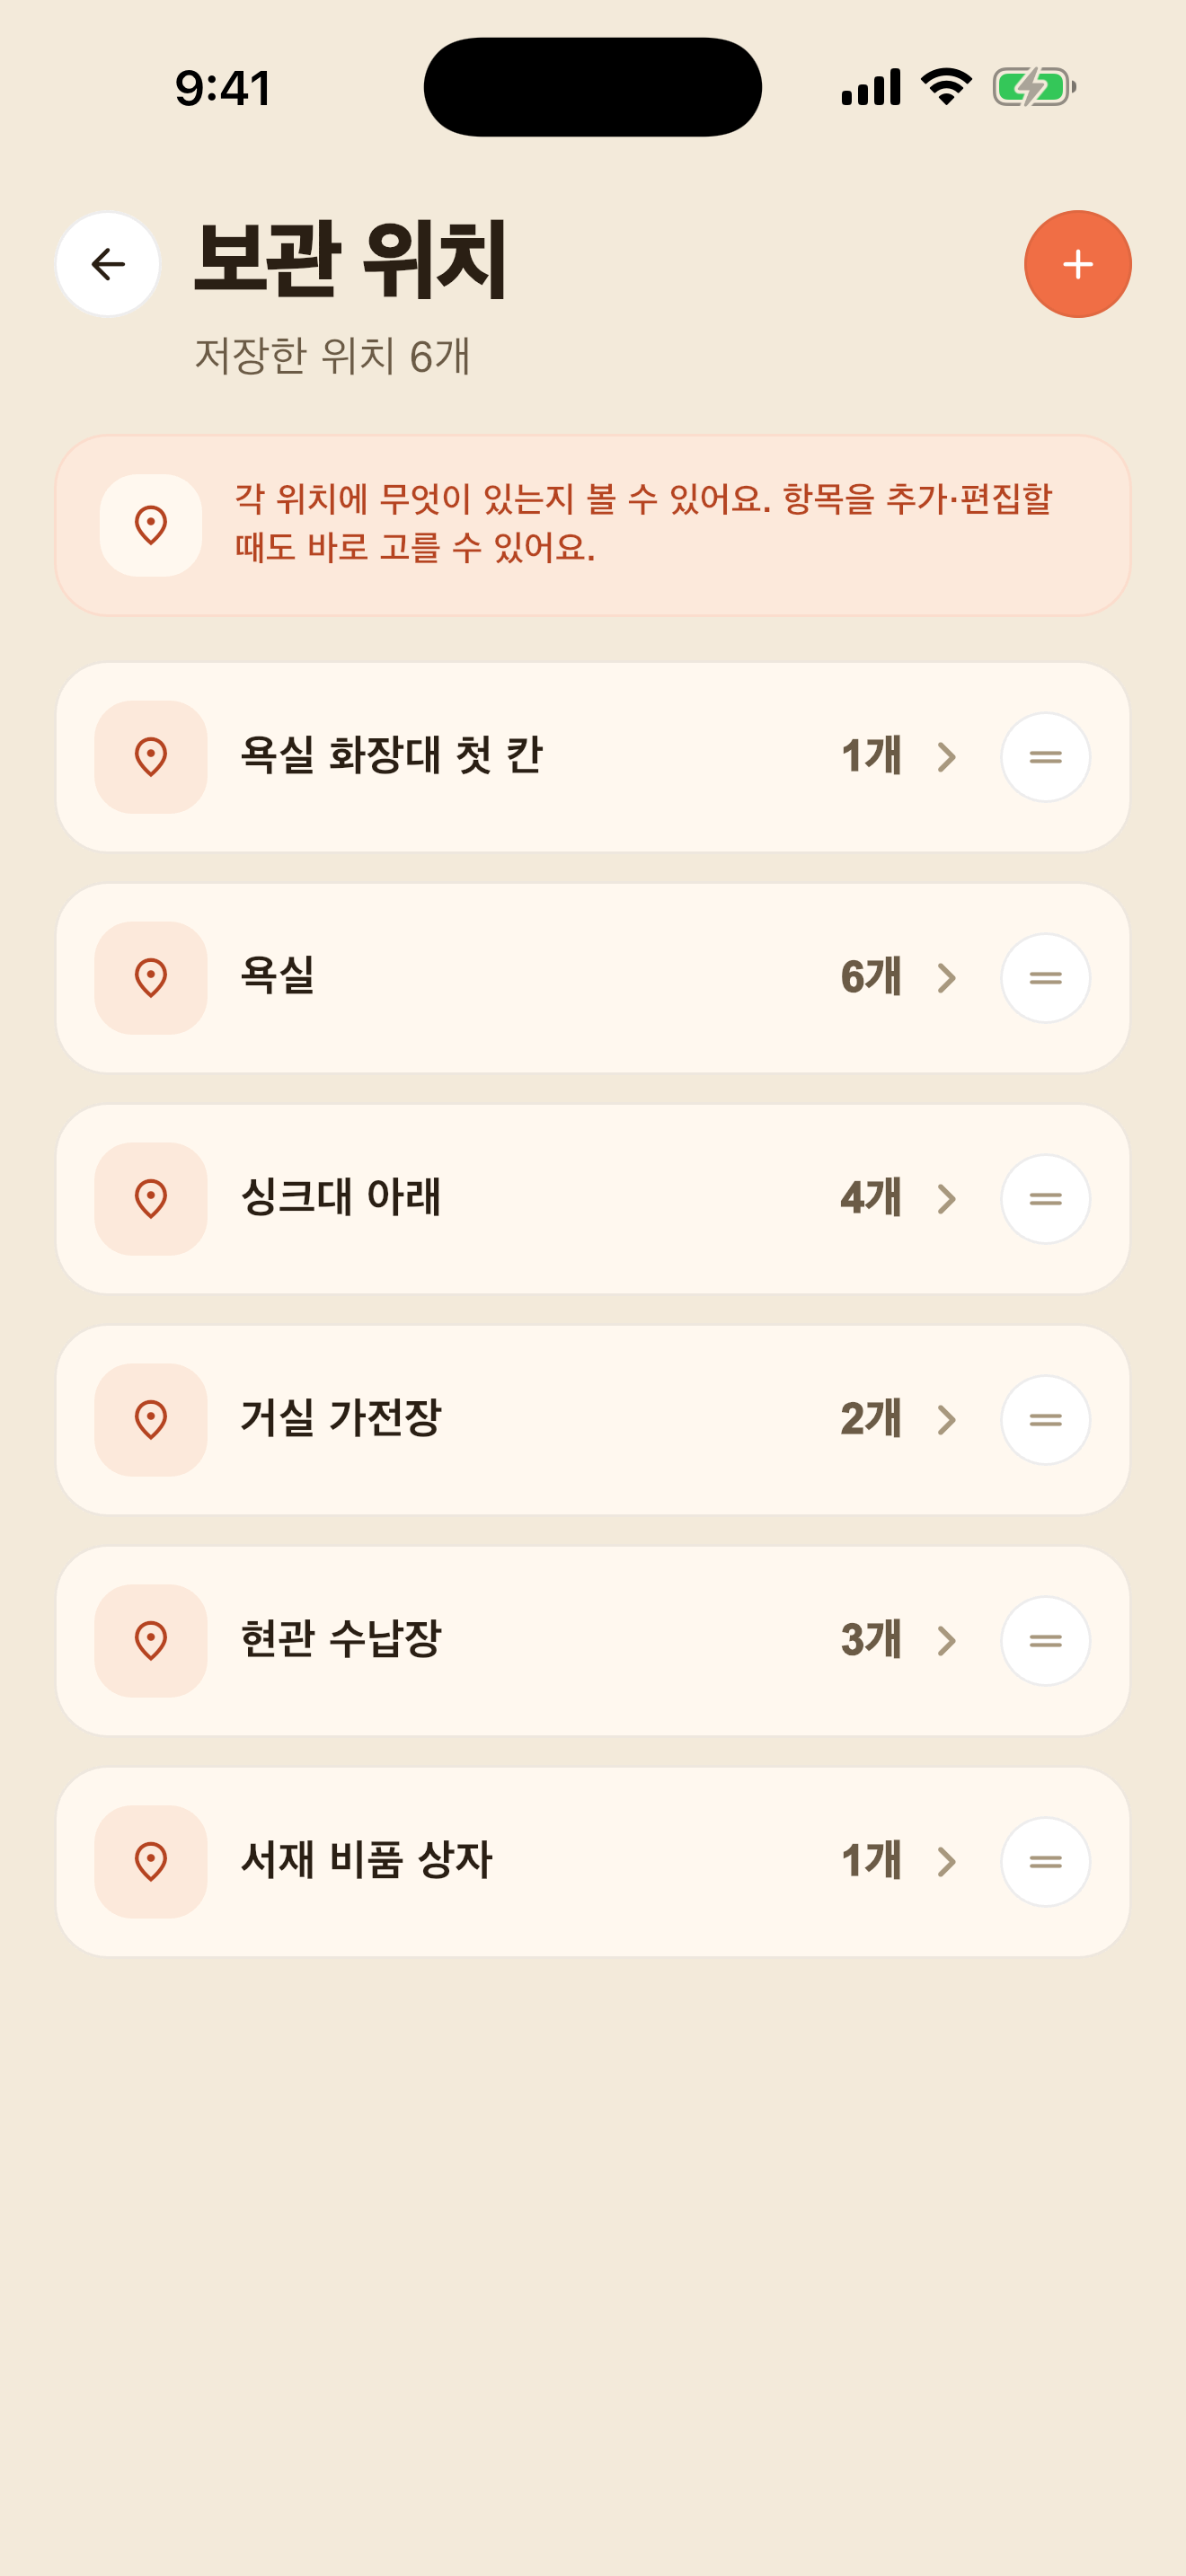 9:41
보관 위치
저장한 위치 6개
각 위치에 무엇이 있는지 볼 수 있어요. 항목을 추가·편집할
때도 바로 고를 수 있어요.
욕실 화장대 첫 칸 1개
욕실 6개
싱크대 아래 4개
거실 가전장 2개
현관 수납장 3개
서재 비품 상자 1개